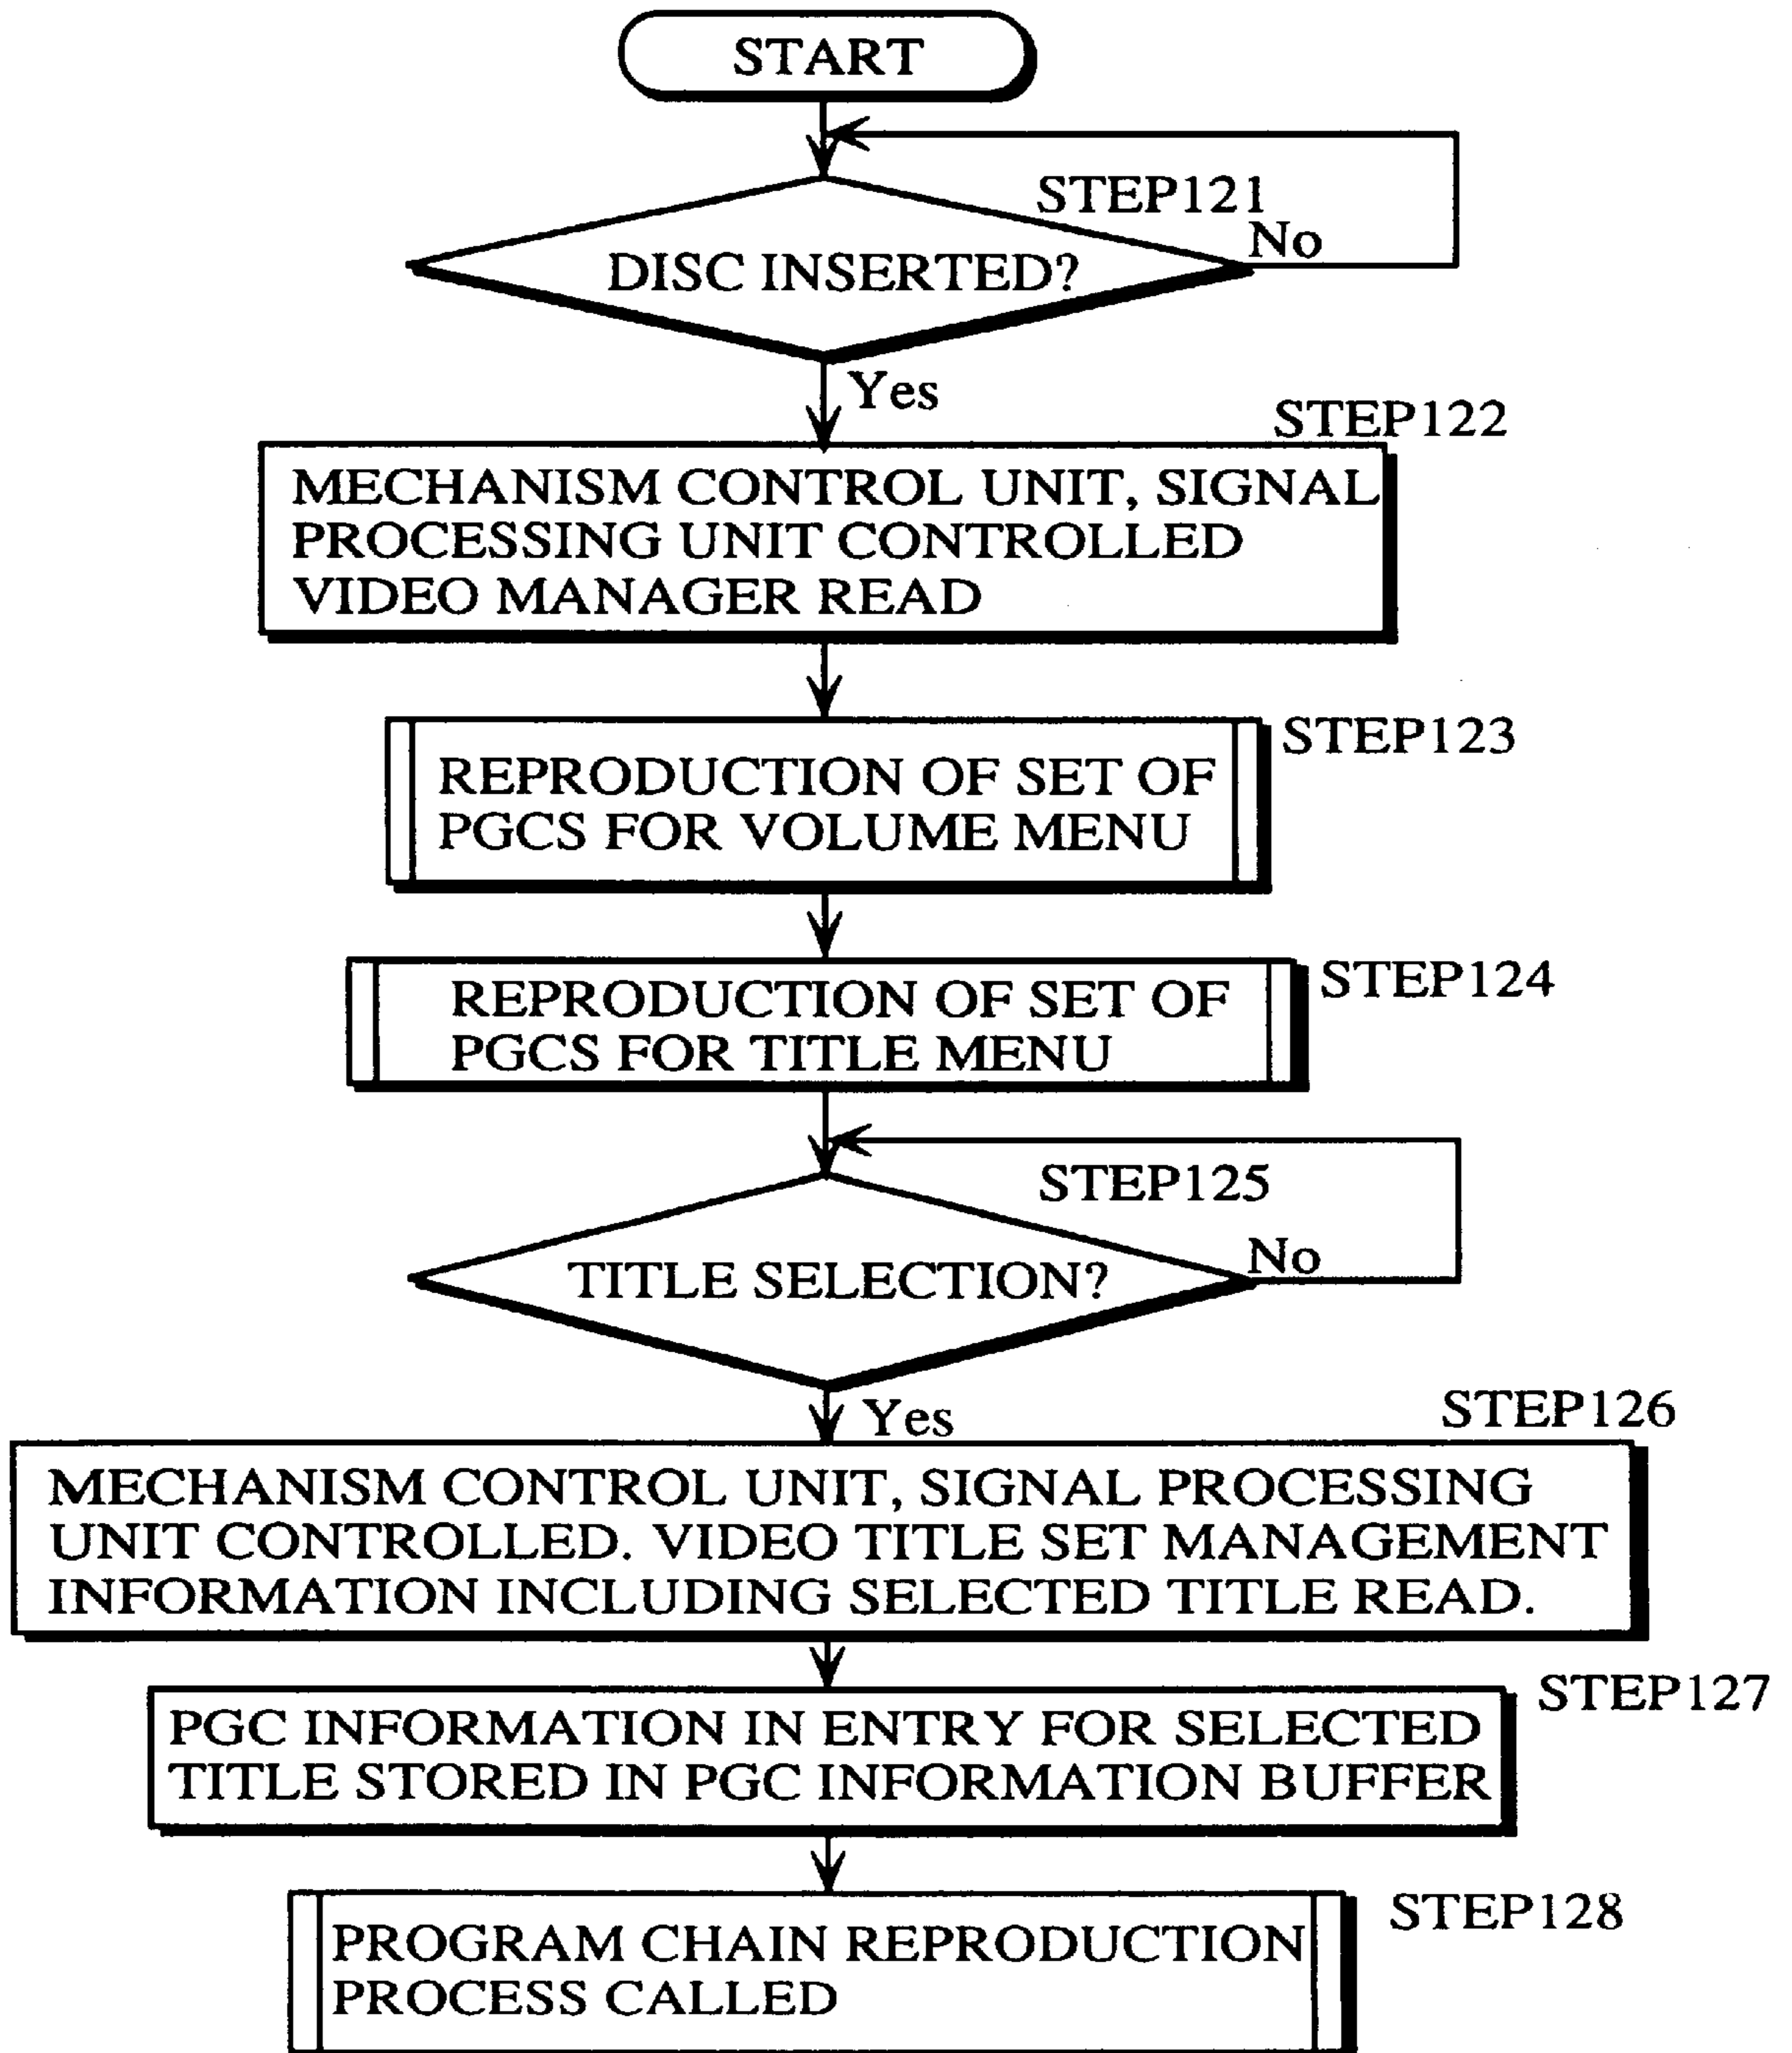 START
STEP121
No
DISC INSERTED?
Yes
STEP122
MECHANISM CONTROL UNIT, SIGNAL
PROCESSING UNIT CONTROLLED
VIDEO MANAGER READ
STEP123
REPRODUCTION OF SET OF
PGCS FOR VOLUME MENU
STEP124
REPRODUCTION OF SET OF
PGCS FOR TITLE MENU
STEP125
No
TITLE SELECTION?
Yes
STEP126
MECHANISM CONTROL UNIT, SIGNAL PROCESSING
UNIT CONTROLLED. VIDEO TITLE SET MANAGEMENT
INFORMATION INCLUDING SELECTED TITLE READ.
STEP127
PGC INFORMATION IN ENTRY FOR SELECTED
TITLE STORED IN PGC INFORMATION BUFFER
STEP128
PROGRAM CHAIN REPRODUCTION
PROCESS CALLED